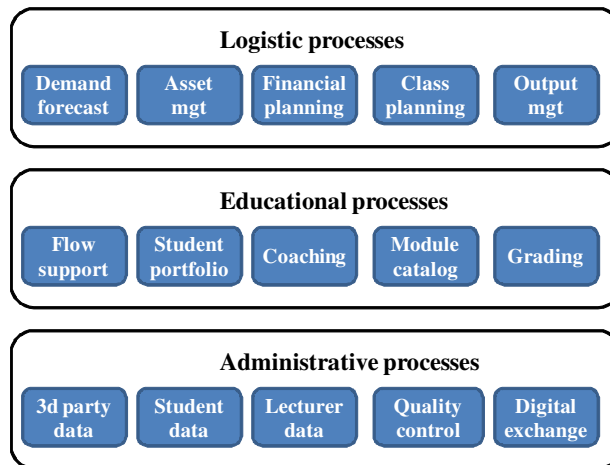 Logistic processes
Demand forecast
Asset mgt
Financial planning
Class planning
Output mgt
Educational processes
Flow support
Student portfolio
Coaching
Module catalog
Grading
Administrative processes
3d party data
Student data
Lecturer data
Quality control
Digital exchange